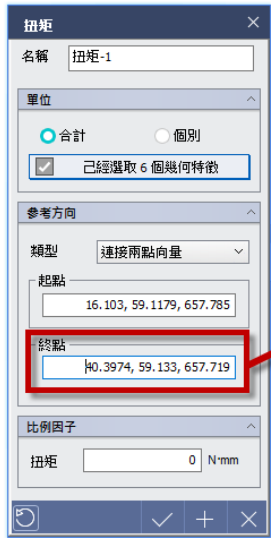 扭矩
名稱 扭矩-1
單位
合計 個別
已經選取 6 個幾何特徵
參考方向
類型 連接兩點向量
起點
16.103, 59.1179, 657.785
終點
40.3974, 59.133, 657.719
比例因子
扭矩 0 N·mm